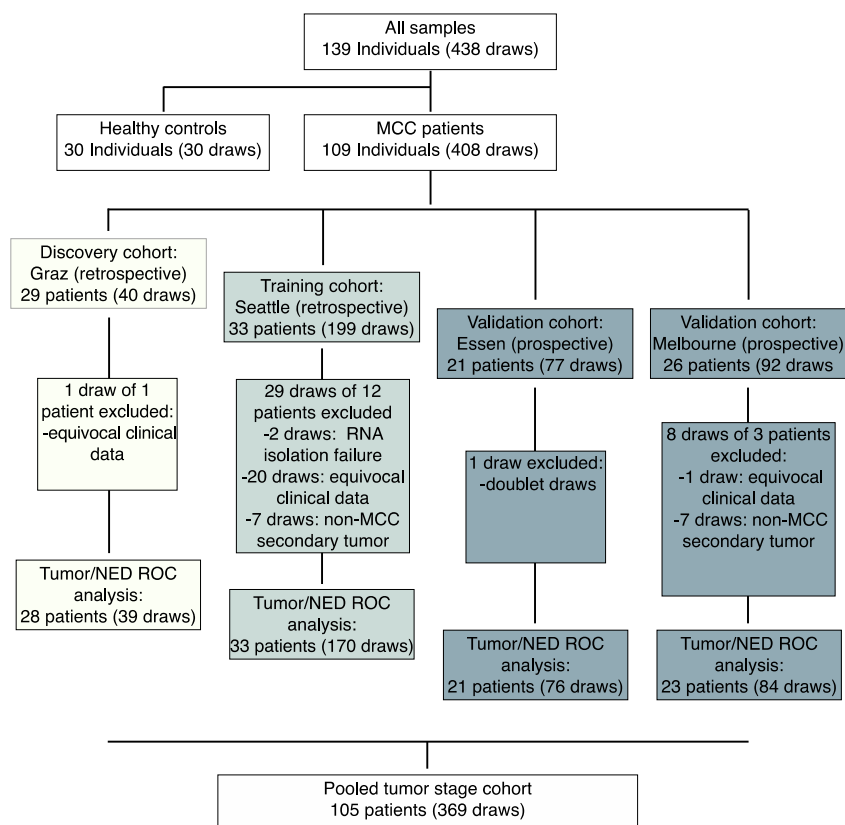 All samples
139 Individuals (438 draws)
Healthy controls
30 Individuals (30 draws)
MCC patients
109 Individuals (408 draws)
Discovery cohort:
Graz (retrospective)
29 patients (40 draws)
Training cohort:
Seattle (retrospective)
33 patients (199 draws)
Validation cohort:
Essen (prospective)
21 patients (77 draws)
Validation cohort:
Melbourne (prospective)
26 patients (92 draws
1 draw of 1
patient excluded:
-equivocal clinical
data
29 draws of 12
patients excluded
-2 draws: RNA
isolation failure
-20 draws: equivocal
clinical data
-7 draws: non-MCC
secondary tumor
1 draw excluded:
-doublet draws
8 draws of 3 patients
excluded:
-1 draw: equivocal
clinical data
-7 draws: non-MCC
secondary tumor
Tumor/NED ROC
analysis:
28 patients (39 draws)
Tumor/NED ROC
analysis:
33 patients (170 draws)
Tumor/NED ROC
analysis:
21 patients (76 draws)
Tumor/NED ROC
analysis:
23 patients (84 draws)
Pooled tumor stage cohort
105 patients (369 draws)